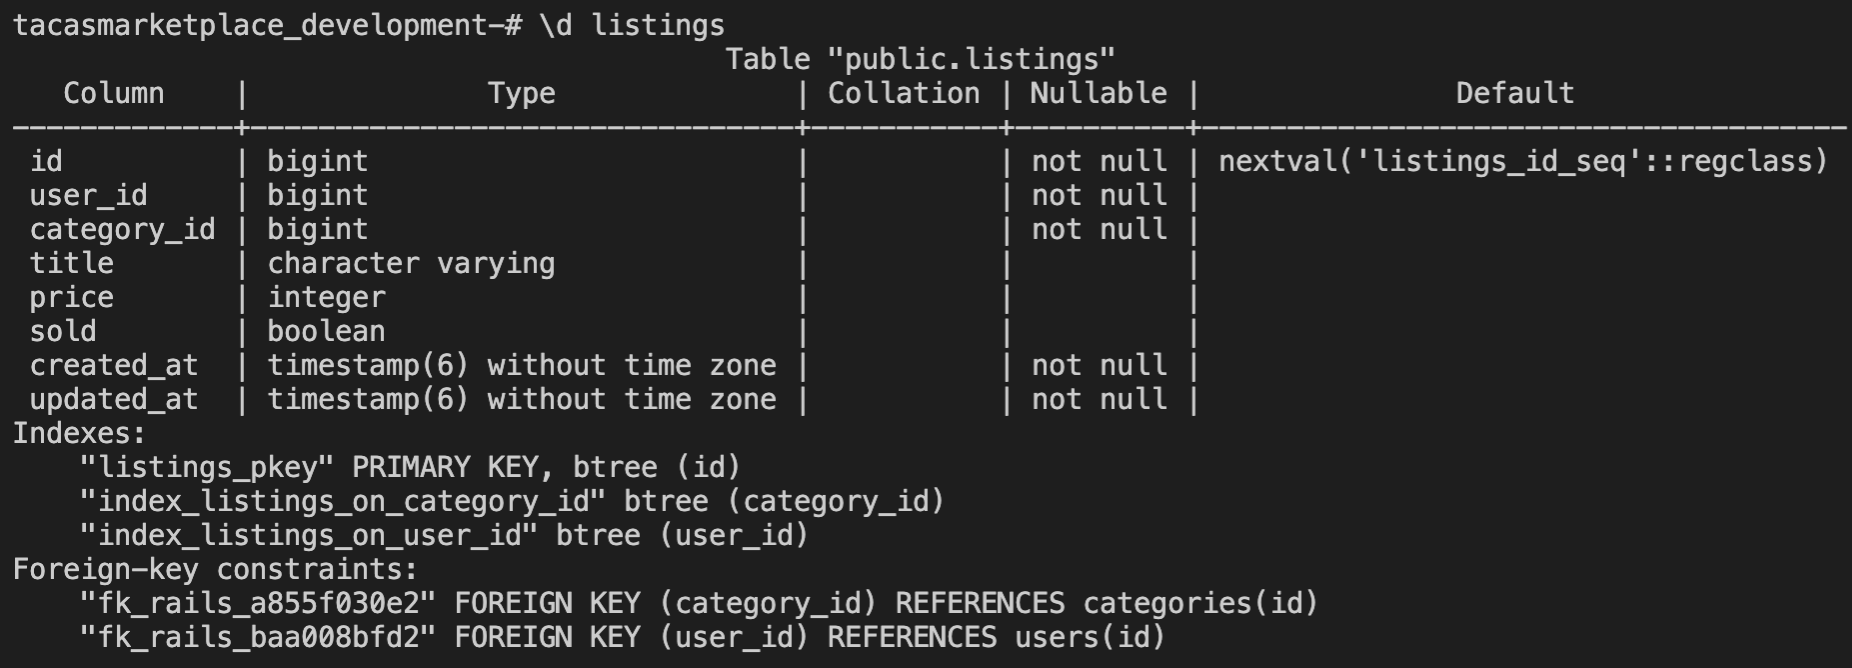 tacasmarketplace_development-# \d listings
                                          Table "public.listings"
   Column    |              Type              | Collation | Nullable |               Default
-------------+--------------------------------+-----------+----------+--------------------------------------
 id          | bigint                         |           | not null | nextval('listings_id_seq'::regclass)
 user_id     | bigint                         |           | not null |
 category_id | bigint                         |           | not null |
 title       | character varying              |           |          |
 price       | integer                        |           |          |
 sold        | boolean                        |           |          |
 created_at  | timestamp(6) without time zone |           | not null |
 updated_at  | timestamp(6) without time zone |           | not null |
Indexes:
    "listings_pkey" PRIMARY KEY, btree (id)
    "index_listings_on_category_id" btree (category_id)
    "index_listings_on_user_id" btree (user_id)
Foreign-key constraints:
    "fk_rails_a855f030e2" FOREIGN KEY (category_id) REFERENCES categories(id)
    "fk_rails_baa008bfd2" FOREIGN KEY (user_id) REFERENCES users(id)